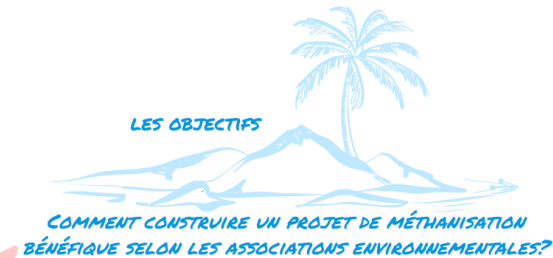 LES OBJECTIFS
COMMENT CONSTRUIRE UN PROJET DE MÉTHANISATION
BÉNÉFIQUE SELON LES ASSOCIATIONS ENVIRONNEMENTALES?